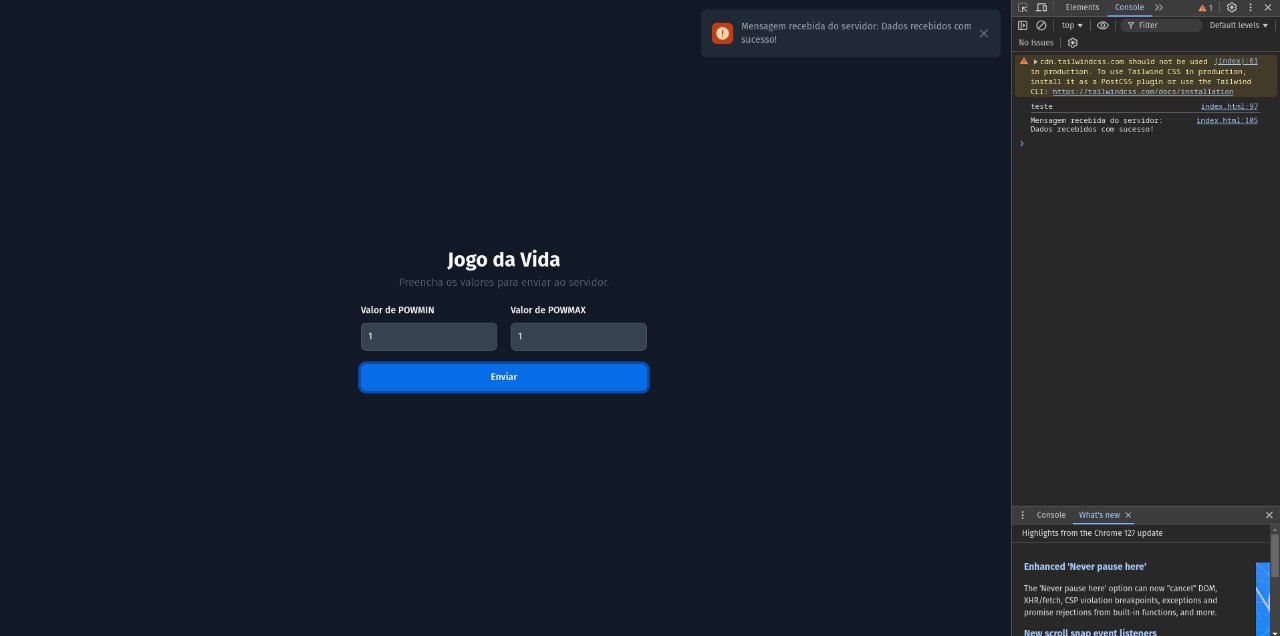 Mensagem recebida do servidor: Dados recebidos com
sucesso!
Jogo da Vida
Preencha os valores para enviar ao servidor.
Valor de POWMIN
Valor de POWMAX
1
1
Enviar
Elements
Console
1
top
Filter
Default levels
No Issues
cdn.tailwindcss.com should not be used (index):61
in production. To use Tailwind CSS in production,
install it as a PostCSS plugin or use the Tailwind
CLI: https://tailwindcss.com/docs/installation
teste index.html:97
Mensagem recebida do servidor: index.html:105
Dados recebidos com sucesso!
Console
What's new
Highlights from the Chrome 127 update
Enhanced 'Never pause here'
The 'Never pause here' option can now "cancel" DOM,
XHR/fetch, CSP violation breakpoints, exceptions and
promise rejections from built-in functions, and more.
New scroll snap event listeners